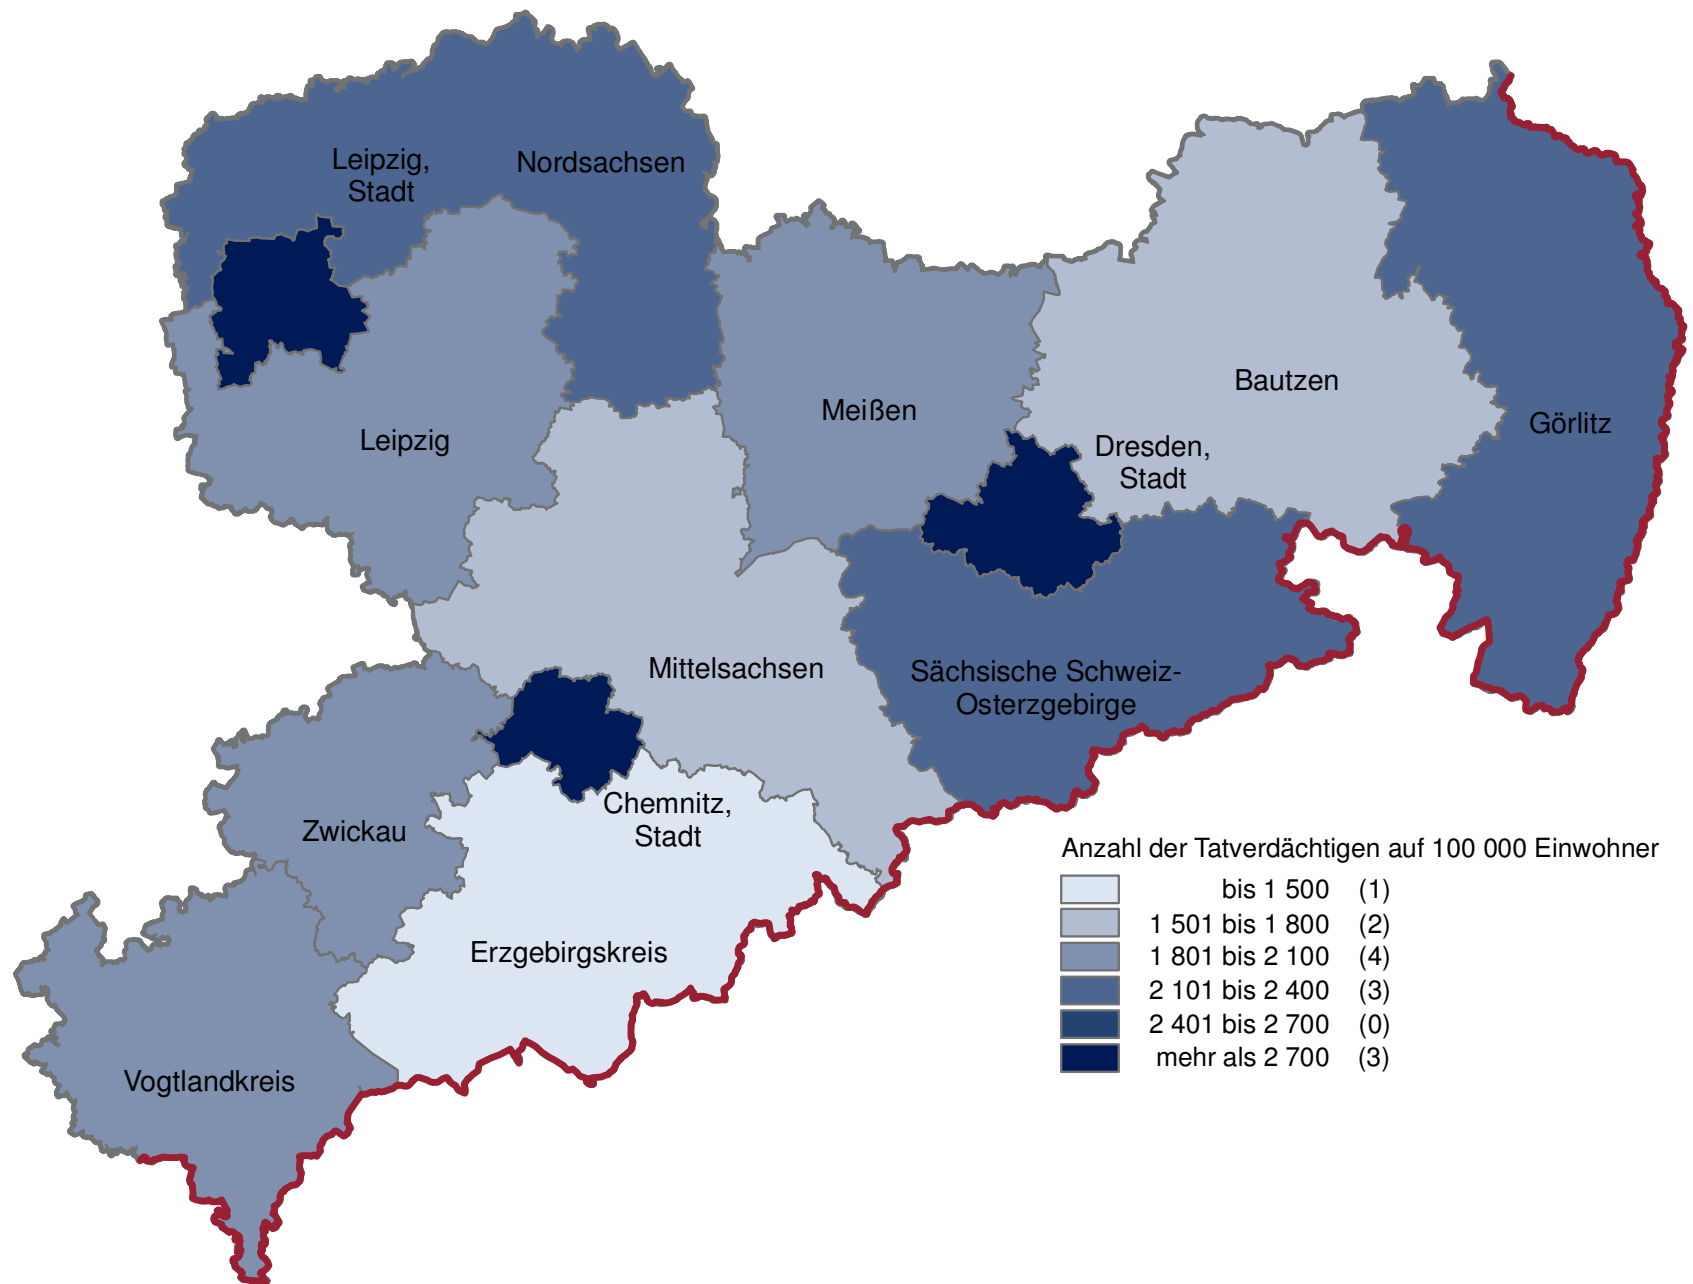 Leipzig,
Stadt
Nordsachsen
Leipzig
Meißen
Bautzen
Görlitz
Dresden,
Stadt
Mittelsachsen
Sächsische Schweiz-
Osterzgebirge
Chemnitz,
Stadt
Zwickau
Erzgebirgskreis
Vogtlandkreis
Anzahl der Tatverdächtigen auf 100 000 Einwohner
bis 1 500 (1)
1 501 bis 1 800 (2)
1 801 bis 2 100 (4)
2 101 bis 2 400 (3)
2 401 bis 2 700 (0)
mehr als 2 700 (3)